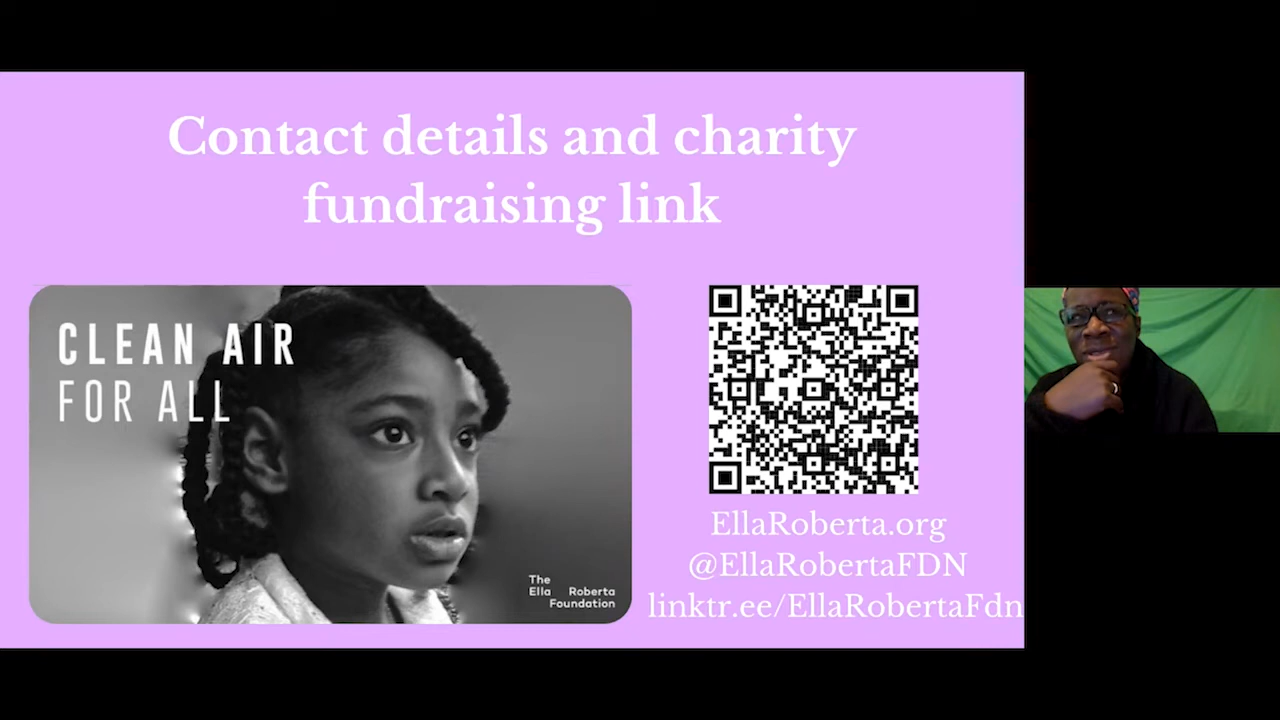 Contact details and charity
fundraising link
CLEAN AIR
FOR ALL
The
Ella Roberta
Foundation
EllaRoberta.org
@EllaRobertaFDN
linktr.ee/EllaRobertaFdn